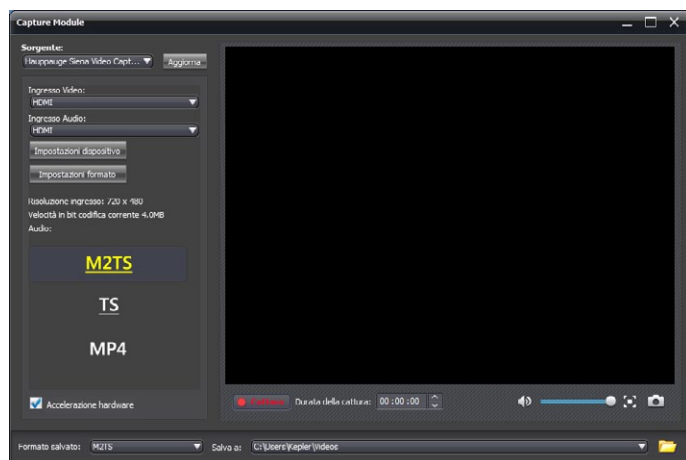 Capture Module
Sorgente:
Hauppauge Siena Video Capt...
Aggiorna
Ingresso Video:
HDMI
Ingresso Audio:
HDMI
Impostazioni dispositivo
Impostazioni formato
Risoluzione ingresso: 720 x 480
Velocità in bit codifica corrente 4.0MB
Audio:
M2TS
TS
MP4
Accelerazione hardware
Durata della cattura: 00 :00 :00
Formato salvato: M2TS
Salva a: C:\Users\Kepler\Videos